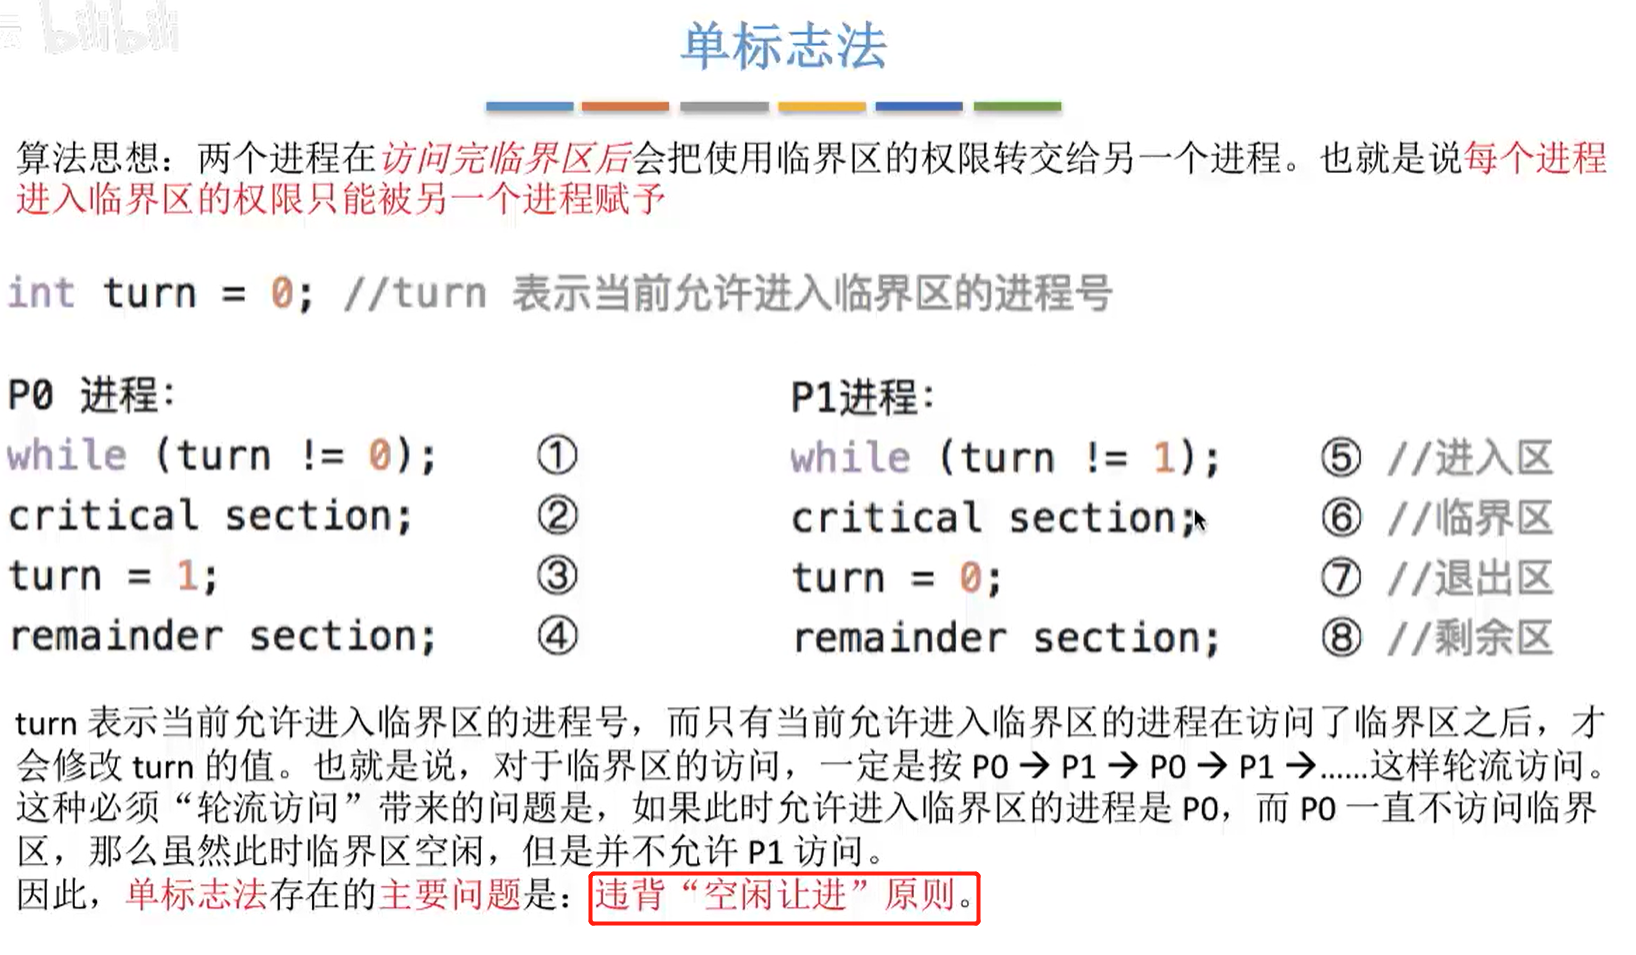 bilibili
单标志法
算法思想：两个进程在访问完临界区后会把使用临界区的权限转交给另一个进程。也就是说每个进程
进入临界区的权限只能被另一个进程赋予
int turn = 0; //turn 表示当前允许进入临界区的进程号
P0 进程：
while (turn != 0); ①
critical section; ②
turn = 1; ③
remainder section; ④
P1进程：
while (turn != 1); ⑤ //进入区
critical section; ⑥ //临界区
turn = 0; ⑦ //退出区
remainder section; ⑧ //剩余区
turn 表示当前允许进入临界区的进程号，而只有当前允许进入临界区的进程在访问了临界区之后，才
会修改 turn 的值。也就是说，对于临界区的访问，一定是按 P0 → P1 → P0 → P1 →……这样轮流访问。
这种必须“轮流访问”带来的问题是，如果此时允许进入临界区的进程是 P0，而 P0 一直不访问临界
区，那么虽然此时临界区空闲，但是并不允许 P1 访问。
因此，单标志法存在的主要问题是：违背“空闲让进”原则。